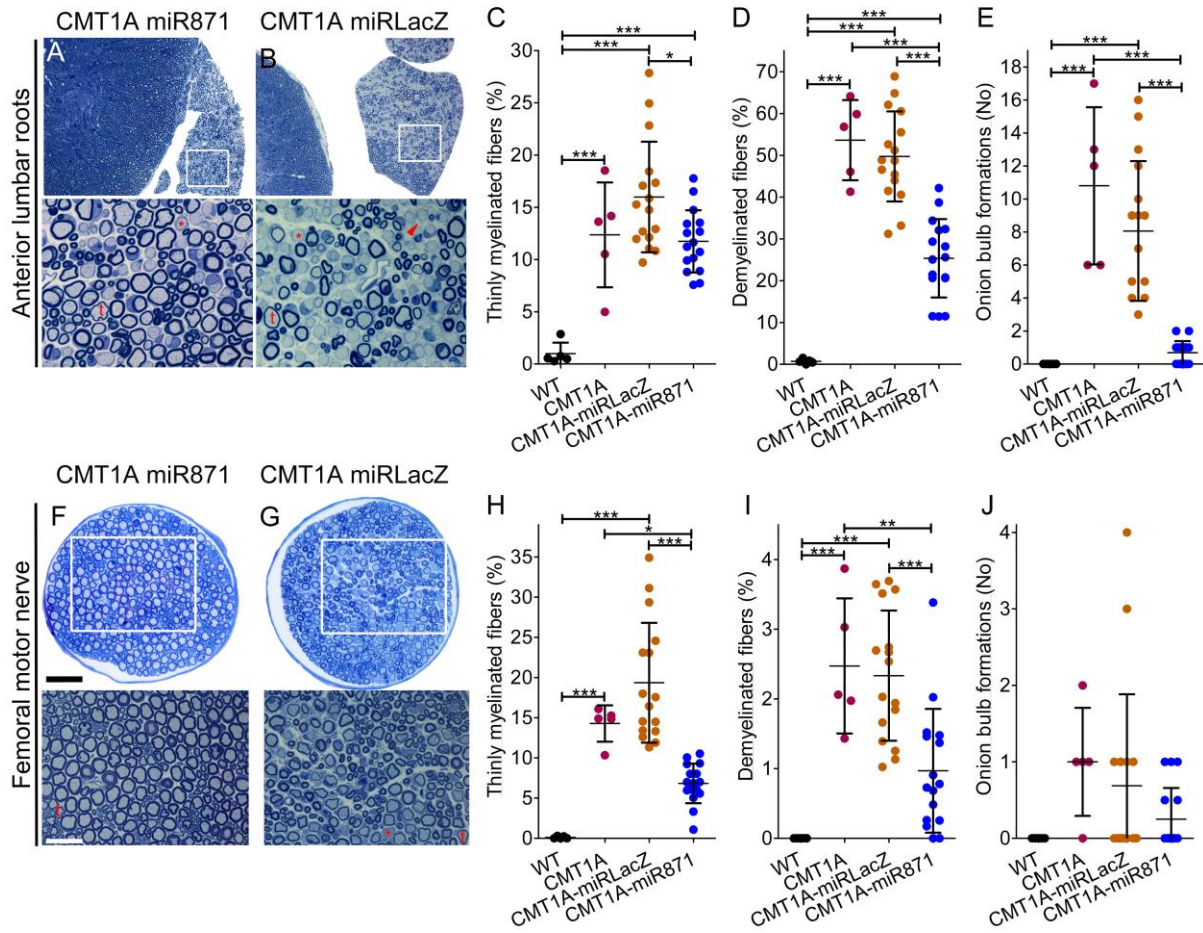 CMT1A miR871
CMT1A miRLacZ
Anterior lumbar roots
A
*
t
B
*
t
C
Thinly myelinated fibers (%)
30
25
20
15
10
5
0
***
***
***
*
WT
CMT1A
CMT1A-miRLacZ
CMT1A-miR871
D
Demyelinated fibers (%)
70
60
50
40
30
20
10
0
***
***
***
***
***
WT
CMT1A
CMT1A-miRLacZ
CMT1A-miR871
E
Onion bulb formations (No)
18
16
14
12
10
8
6
4
2
0
***
***
***
***
WT
CMT1A
CMT1A-miRLacZ
CMT1A-miR871
CMT1A miR871
CMT1A miRLacZ
Femoral motor nerve
F
t
G
*
t
H
Thinly myelinated fibers (%)
35
30
25
20
15
10
5
0
***
*
***
***
WT
CMT1A
CMT1A-miRLacZ
CMT1A-miR871
I
Demyelinated fibers (%)
4
3
2
1
0
**
***
***
***
WT
CMT1A
CMT1A-miRLacZ
CMT1A-miR871
J
Onion bulb formations (No)
4
3
2
1
0
WT
CMT1A
CMT1A-miRLacZ
CMT1A-miR871